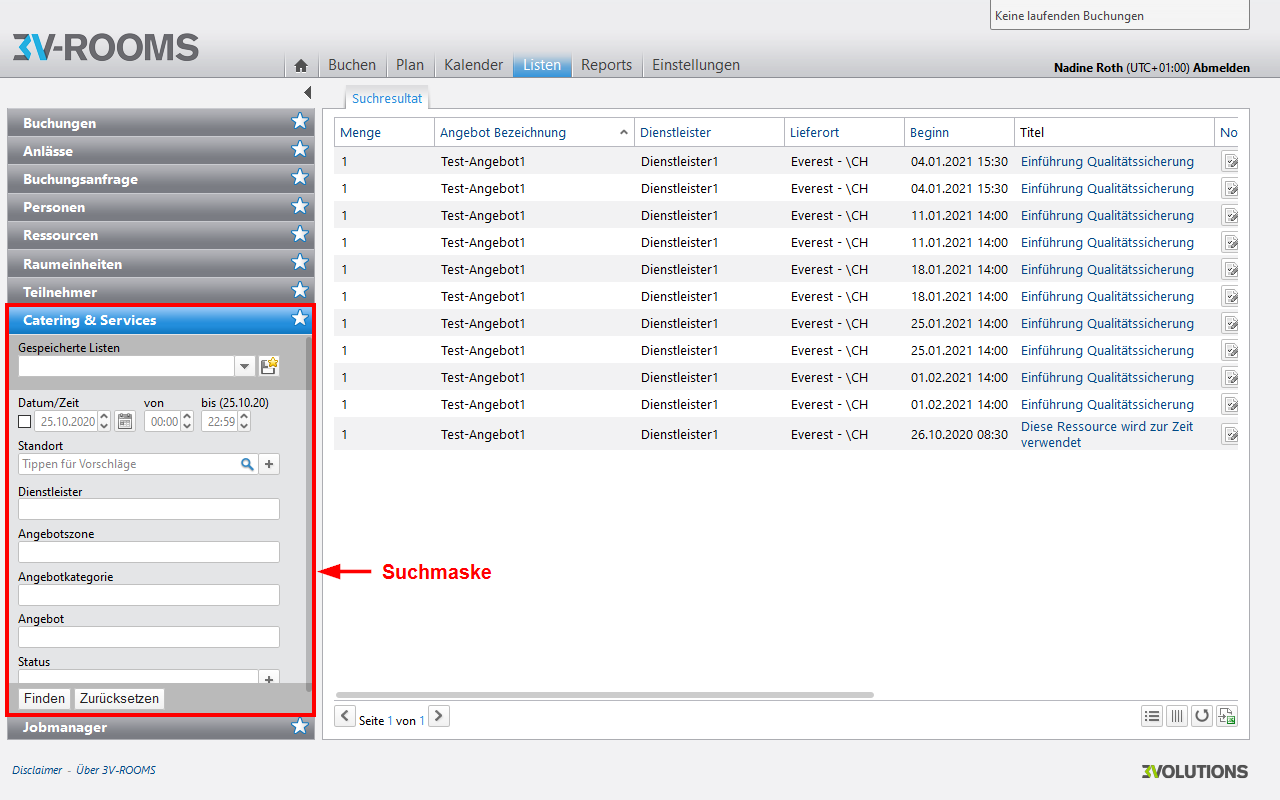 Keine laufenden Buchungen
3V-ROOMS
Buchen Plan Kalender Listen Reports Einstellungen
Nadine Roth (UTC+01:00) Abmelden
Buchungen
Anlässe
Buchungsanfrage
Personen
Ressourcen
Raumeinheiten
Teilnehmer
Catering & Services
Gespeicherte Listen
Datum/Zeit von bis (25.10.20)
25.10.2020 00:00 22:59
Standort
Tippen für Vorschläge
Dienstleister
Angebotszone
Angebotkategorie
Angebot
Status
Finden Zurücksetzen
Jobmanager
Suchmaske
Suchresultat
Menge Angebot Bezeichnung Dienstleister Lieferort Beginn Titel No
1 Test-Angebot1 Dienstleister1 Everest - \CH 04.01.2021 15:30 Einführung Qualitätssicherung
1 Test-Angebot1 Dienstleister1 Everest - \CH 04.01.2021 15:30 Einführung Qualitätssicherung
1 Test-Angebot1 Dienstleister1 Everest - \CH 11.01.2021 14:00 Einführung Qualitätssicherung
1 Test-Angebot1 Dienstleister1 Everest - \CH 11.01.2021 14:00 Einführung Qualitätssicherung
1 Test-Angebot1 Dienstleister1 Everest - \CH 18.01.2021 14:00 Einführung Qualitätssicherung
1 Test-Angebot1 Dienstleister1 Everest - \CH 18.01.2021 14:00 Einführung Qualitätssicherung
1 Test-Angebot1 Dienstleister1 Everest - \CH 25.01.2021 14:00 Einführung Qualitätssicherung
1 Test-Angebot1 Dienstleister1 Everest - \CH 25.01.2021 14:00 Einführung Qualitätssicherung
1 Test-Angebot1 Dienstleister1 Everest - \CH 01.02.2021 14:00 Einführung Qualitätssicherung
1 Test-Angebot1 Dienstleister1 Everest - \CH 01.02.2021 14:00 Einführung Qualitätssicherung
1 Test-Angebot1 Dienstleister1 Everest - \CH 26.10.2020 08:30 Diese Ressource wird zur Zeit
verwendet
Seite 1 von 1
Disclaimer - Über 3V-ROOMS
3VOLUTIONS